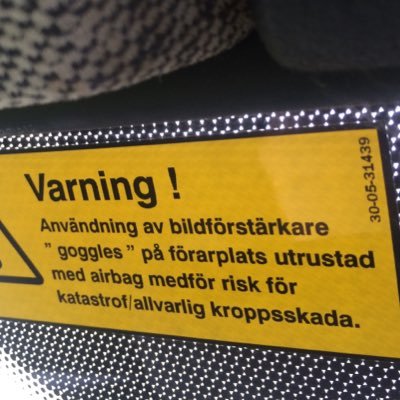 Varning !
Användning av bildförstärkare
" goggles " på förarplats utrustad
med airbag medför risk för
katastrof/allvarlig kroppsskada.
30-05-31439